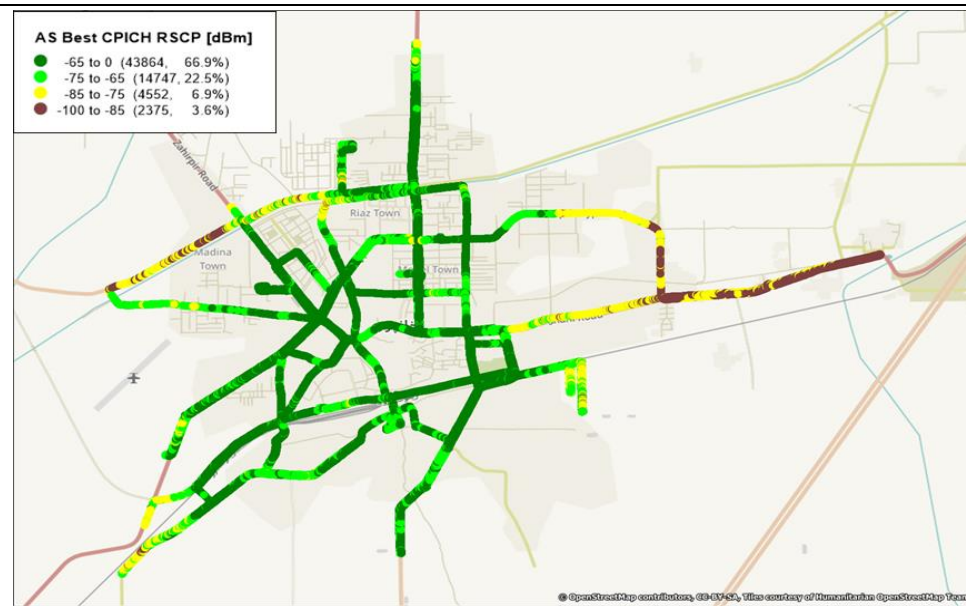 AS Best CPICH RSCP [dBm]
-65 to 0 (43864, 66.9%)
-75 to -65 (14747, 22.5%)
-85 to -75 (4552, 6.9%)
-100 to -85 (2375, 3.6%)
Zahirpir Road
Riaz Town
Madina
Town
Town
Road
© OpenStreetMap contributors, CC-BY-SA, Tiles courtesy of Humanitarian OpenStreetMap Team